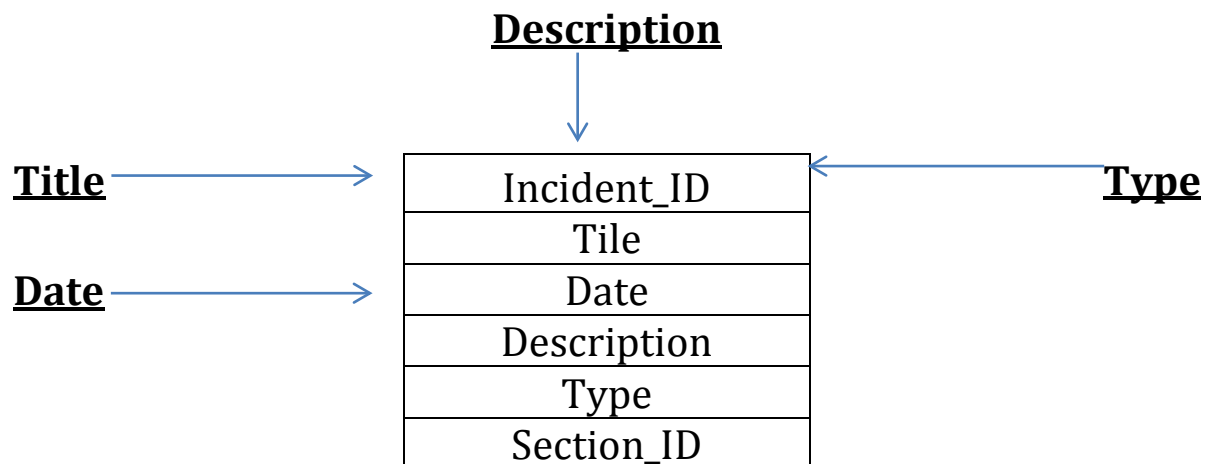 Description
Title
Incident_ID
Type
Tile
Date
Date
Description
Type
Section_ID